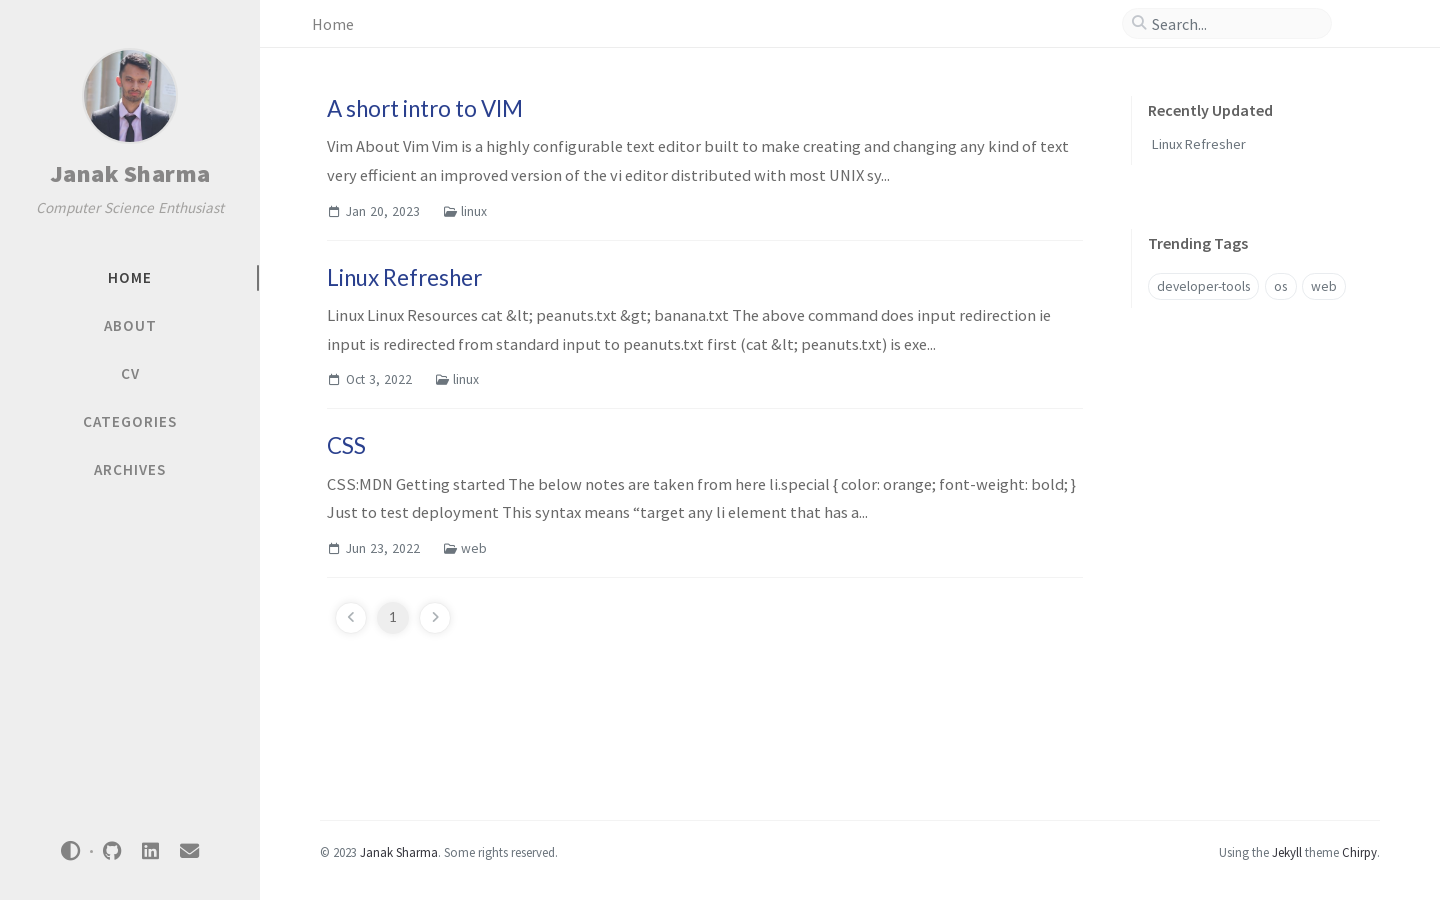 Janak Sharma
Computer Science Enthusiast
HOME
ABOUT
CV
CATEGORIES
ARCHIVES
Home
Search...
A short intro to VIM
Vim About Vim Vim is a highly configurable text editor built to make creating and changing any kind of text
very efficient an improved version of the vi editor distributed with most UNIX sy...
Jan 20, 2023 linux
Linux Refresher
Linux Linux Resources cat &lt; peanuts.txt &gt; banana.txt The above command does input redirection ie
input is redirected from standard input to peanuts.txt first (cat &lt; peanuts.txt) is exe...
Oct 3, 2022 linux
CSS
CSS:MDN Getting started The below notes are taken from here li.special { color: orange; font-weight: bold; }
Just to test deployment This syntax means “target any li element that has a...
Jun 23, 2022 web
1
Recently Updated
Linux Refresher
Trending Tags
developer-tools os web
© 2023 Janak Sharma. Some rights reserved.
Using the Jekyll theme Chirpy.